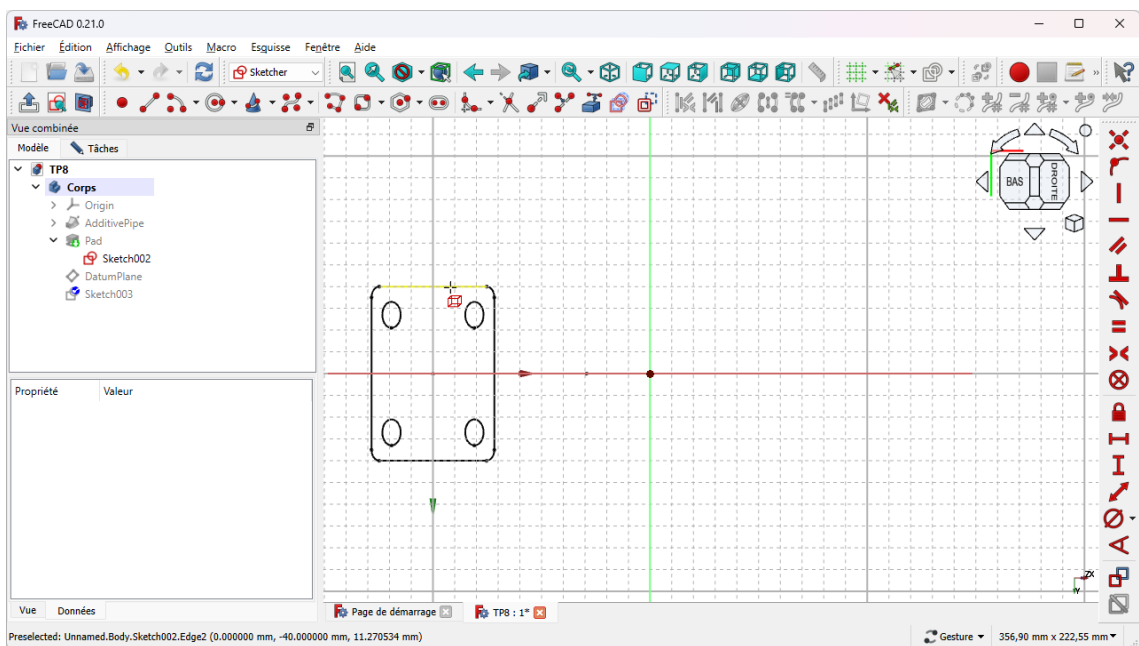 FreeCAD 0.21.0
Fichier Édition Affichage Outils Macro Esquisse Fenêtre Aide
Sketcher
»
Vue combinée
Modèle Tâches
TP8
Corps
Origin
AdditivePipe
Pad
Sketch002
DatumPlane
Sketch003
BAS DROITE
Propriété Valeur
ZX
Y
Vue Données
Page de démarrage TP8 : 1*
Preselected: Unnamed.Body.Sketch002.Edge2 (0.000000 mm, -40.000000 mm, 11.270534 mm) Gesture 356,90 mm x 222,55 mm